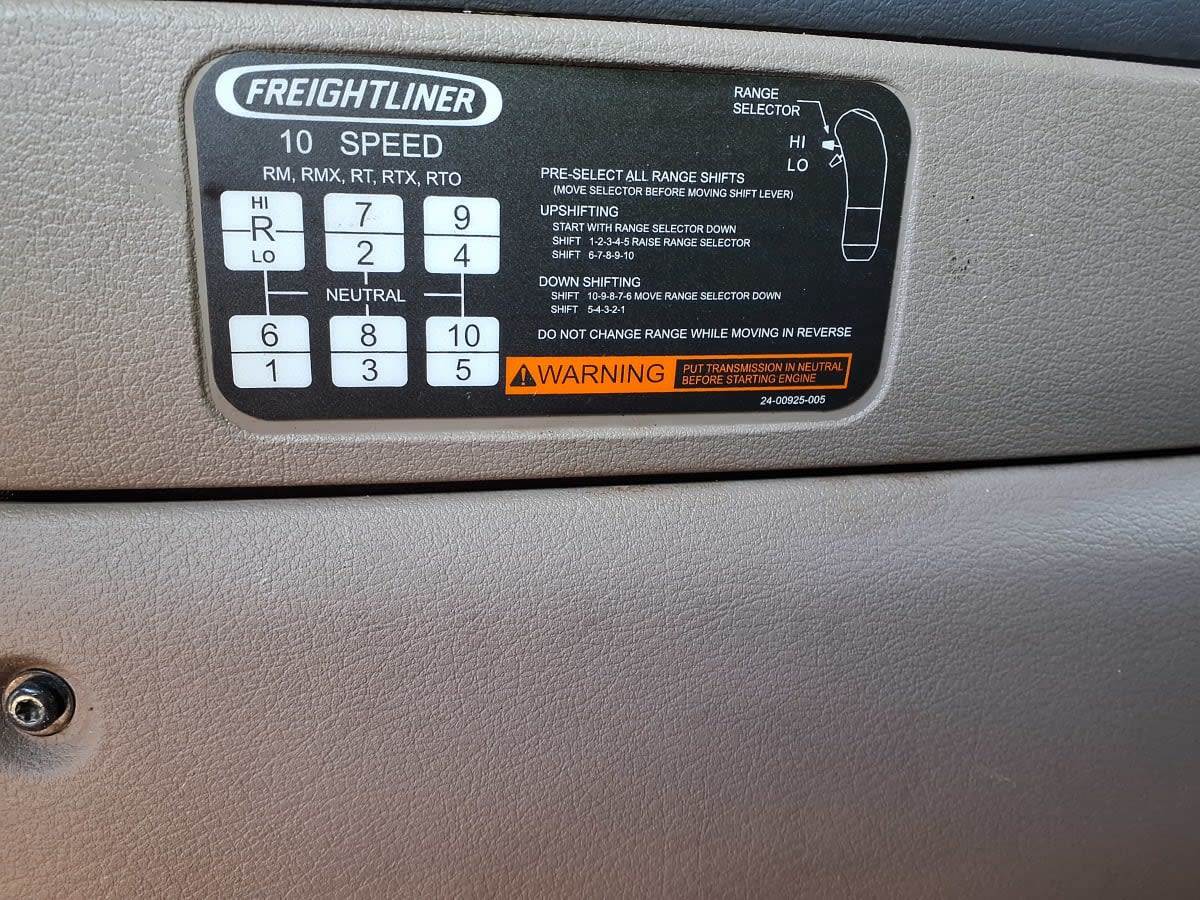 FREIGHTLINER
10 SPEED
RM, RMX, RT, RTX, RTO
HI
R
LO
7
2
9
4
NEUTRAL
6
1
8
3
10
5
RANGE
SELECTOR
HI
LO
PRE-SELECT ALL RANGE SHIFTS
(MOVE SELECTOR BEFORE MOVING SHIFT LEVER)
UPSHIFTING
START WITH RANGE SELECTOR DOWN
SHIFT 1-2-3-4-5 RAISE RANGE SELECTOR
SHIFT 6-7-8-9-10
DOWN SHIFTING
SHIFT 10-9-8-7-6 MOVE RANGE SELECTOR DOWN
SHIFT 5-4-3-2-1
DO NOT CHANGE RANGE WHILE MOVING IN REVERSE
WARNING
PUT TRANSMISSION IN NEUTRAL
BEFORE STARTING ENGINE
24-00925-005